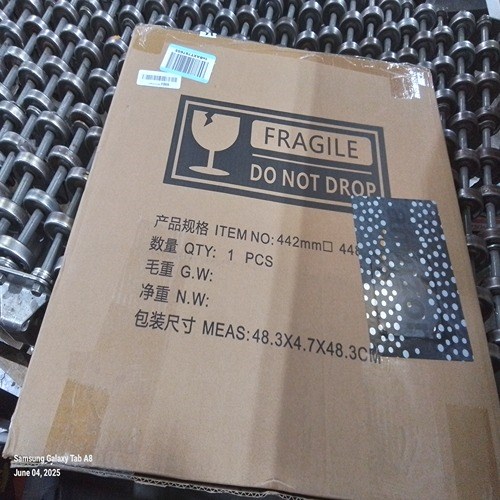 FRAGILE
DO NOT DROP
产品规格 ITEM NO: 442mm□ 44
数量 QTY: 1 PCS
毛重 G.W:
净重 N.W:
包装尺寸 MEAS: 48.3X4.7X48.3CM
Samsung Galaxy Tab A8
June 04, 2025